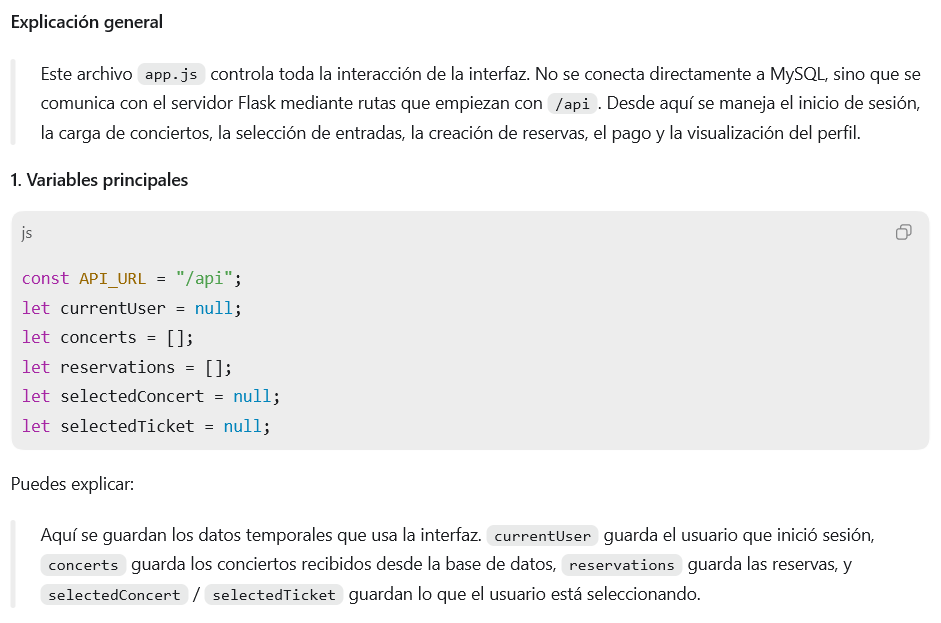 Explicación general
Este archivo app.js controla toda la interacción de la interfaz. No se conecta directamente a MySQL, sino que se
comunica con el servidor Flask mediante rutas que empiezan con /api. Desde aquí se maneja el inicio de sesión,
la carga de conciertos, la selección de entradas, la creación de reservas, el pago y la visualización del perfil.
1. Variables principales
js
const API_URL = "/api";
let currentUser = null;
let concerts = [];
let reservations = [];
let selectedConcert = null;
let selectedTicket = null;
Puedes explicar:
Aquí se guardan los datos temporales que usa la interfaz. currentUser guarda el usuario que inició sesión,
concerts guarda los conciertos recibidos desde la base de datos, reservations guarda las reservas, y
selectedConcert / selectedTicket guardan lo que el usuario está seleccionando.